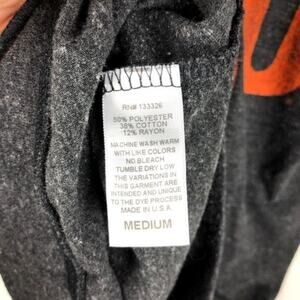 RN# 133326
50% POLYESTER
38% COTTON
12% RAYON
MACHINE WASH WARM
WITH LIKE COLORS
NO BLEACH
TUMBLE DRY LOW
THE VARIATIONS IN
THIS GARMENT ARE
INTENDED AND UNIQUE
TO THE DYE PROCESS
MADE IN U.S.A.
MEDIUM